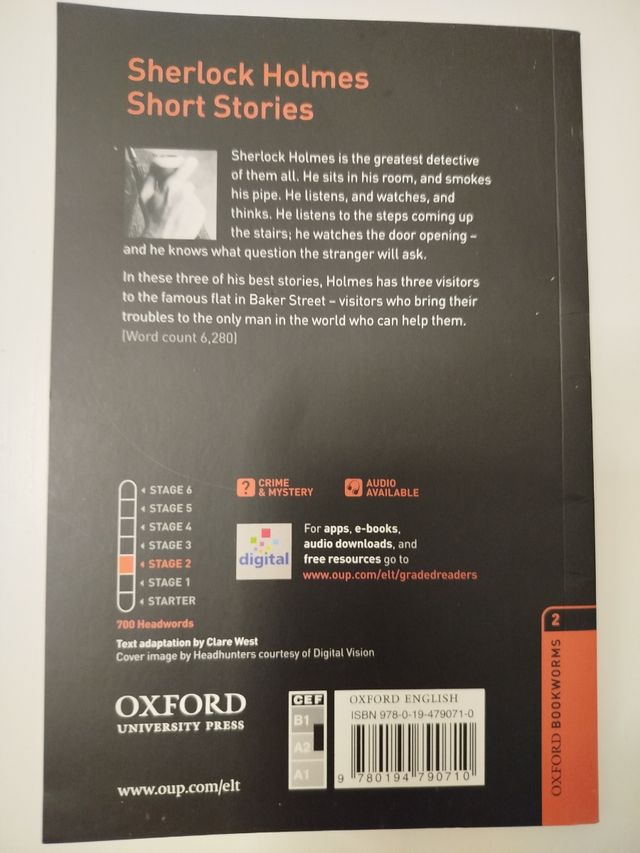 Sherlock Holmes
Short Stories
Sherlock Holmes is the greatest detective
of them all. He sits in his room, and smokes
his pipe. He listens, and watches, and
thinks. He listens to the steps coming up
the stairs; he watches the door opening –
and he knows what question the stranger will ask.
In these three of his best stories, Holmes has three visitors
to the famous flat in Baker Street – visitors who bring their
troubles to the only man in the world who can help them.
(Word count 6,280)
STAGE 6
STAGE 5
STAGE 4
STAGE 3
STAGE 2
STAGE 1
STARTER
700 Headwords
? CRIME
& MYSTERY
AUDIO
AVAILABLE
digital
For apps, e-books,
audio downloads, and
free resources go to
www.oup.com/elt/gradedreaders
Text adaptation by Clare West
Cover image by Headhunters courtesy of Digital Vision
OXFORD
UNIVERSITY PRESS
www.oup.com/elt
CEF
B1
A2
A1
OXFORD ENGLISH
ISBN 978-0-19-479071-0
9 780194 790710
2
OXFORD BOOKWORMS